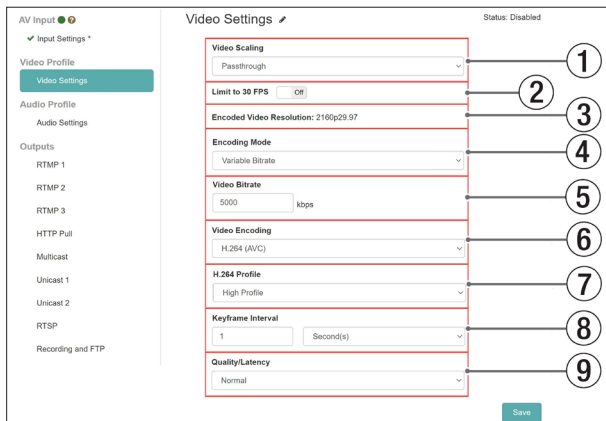 AV Input ?
Input Settings *
Video Profile
Video Settings
Audio Profile
Audio Settings
Outputs
RTMP 1
RTMP 2
RTMP 3
HTTP Pull
Multicast
Unicast 1
Unicast 2
RTSP
Recording and FTP
Video Settings
Status: Disabled
Video Scaling
Passthrough
1
Limit to 30 FPS Off
2
Encoded Video Resolution: 2160p29.97
3
Encoding Mode
Variable Bitrate
4
Video Bitrate
5000 kbps
5
Video Encoding
H.264 (AVC)
6
H.264 Profile
High Profile
7
Keyframe Interval
1 Second(s)
8
Quality/Latency
Normal
9
Save